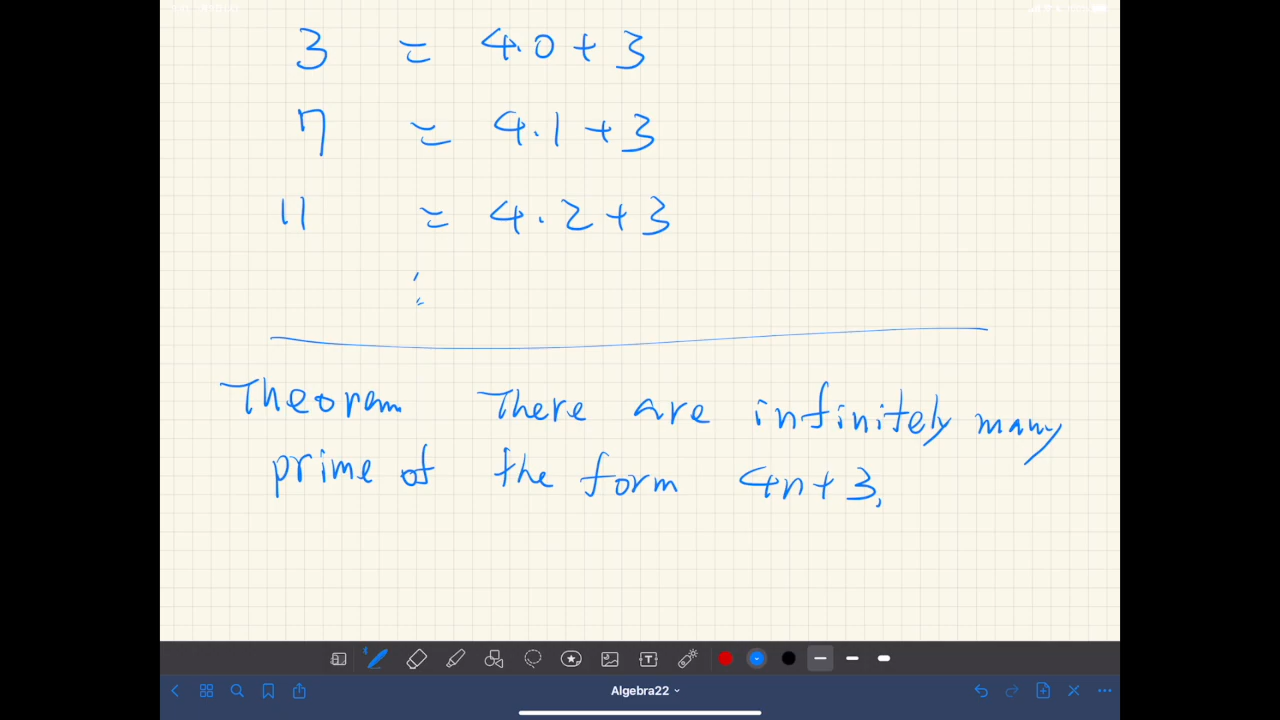 3 = 4.0+3
7 = 4.1+3
11 = 4.2+3
Theorem There are infinitely many
prime of the form 4n+3,
Algebra22